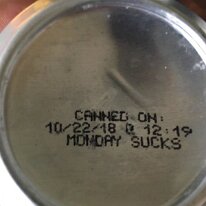 CANNED ON:
10/22/18 @ 12:19
MONDAY SUCKS